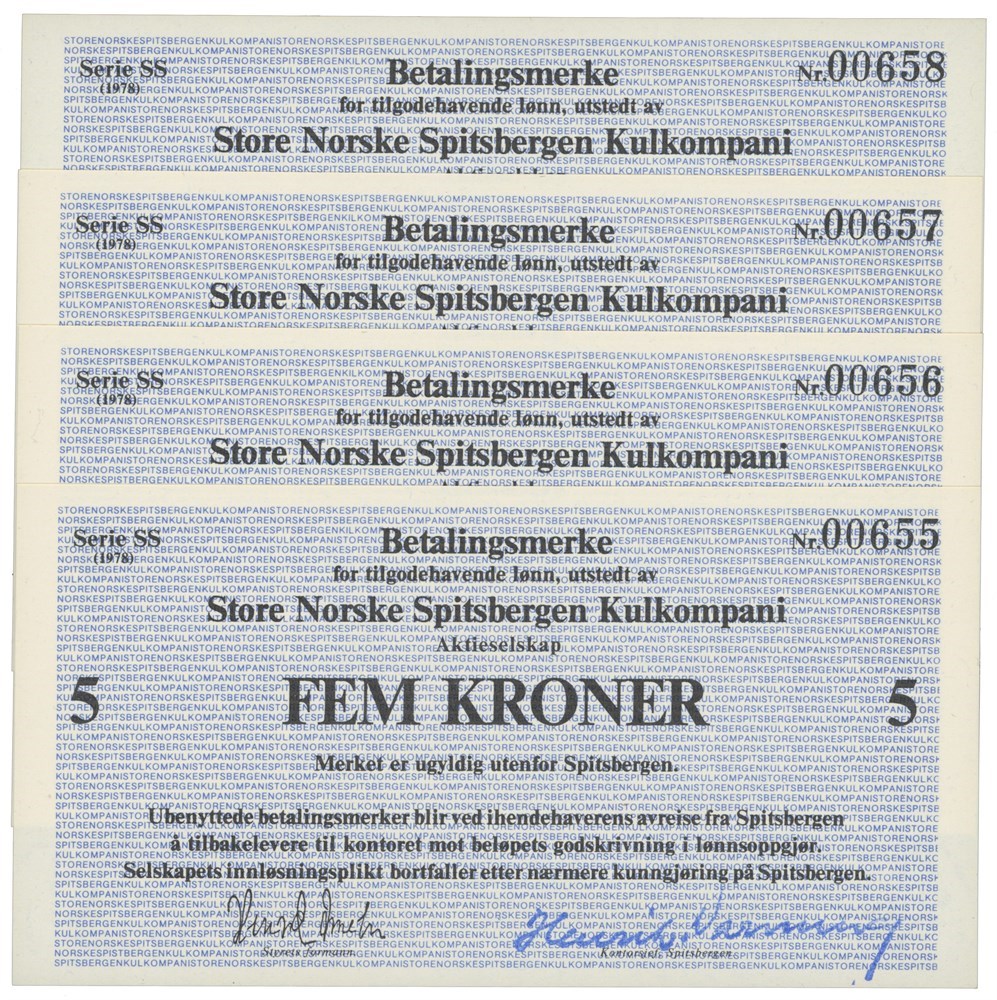 Serie SS Betalingsmerke Nr.00658
(1978) for tilgodehavende lønn, utstedt av
Store Norske Spitsbergen Kulkompani
Serie SS Betalingsmerke Nr.00657
(1978) for tilgodehavende lønn, utstedt av
Store Norske Spitsbergen Kulkompani
Serie SS Betalingsmerke Nr.00656
(1978) for tilgodehavende lønn, utstedt av
Store Norske Spitsbergen Kulkompani
Serie SS Betalingsmerke Nr.00655
(1978) for tilgodehavende lønn, utstedt av
Store Norske Spitsbergen Kulkompani
Aktieselskap
5 FEM KRONER 5
Merket er ugyldig utenfor Spitsbergen.
Ubenyttede betalingsmerker blir ved ihendehaverens avreise fra Spitsbergen
å tilbakelevere til kontoret mot beløpets godskrivning i lønnsoppgjør.
Selskapets innløsningsplikt bortfaller etter nærmere kunngjøring på Spitsbergen.
Styrets formann. Kontorsjef, Spitsbergen